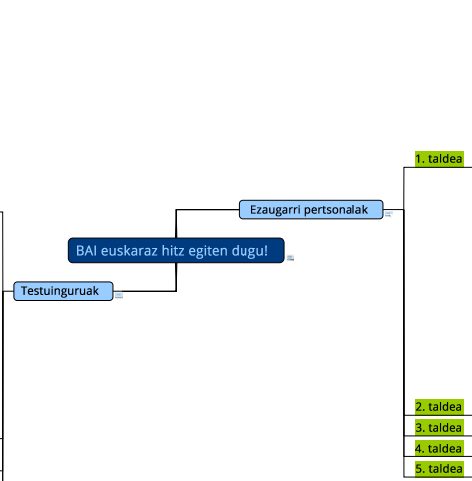 1. taldea
Ezaugarri pertsonalak
BAI euskaraz hitz egiten dugu!
Testuinguruak
2. taldea
3. taldea
4. taldea
5. taldea